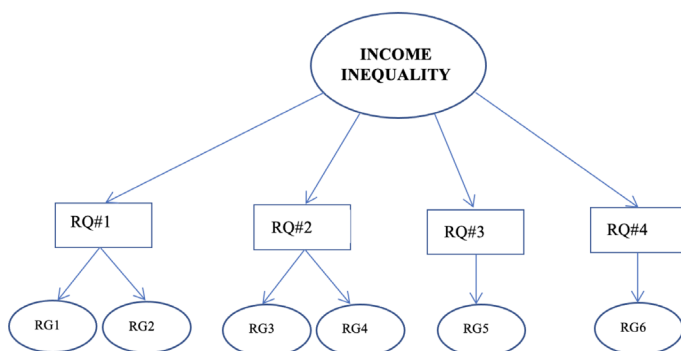 INCOME
INEQUALITY
RQ#1
RQ#2
RQ#3
RQ#4
RG1
RG2
RG3
RG4
RG5
RG6